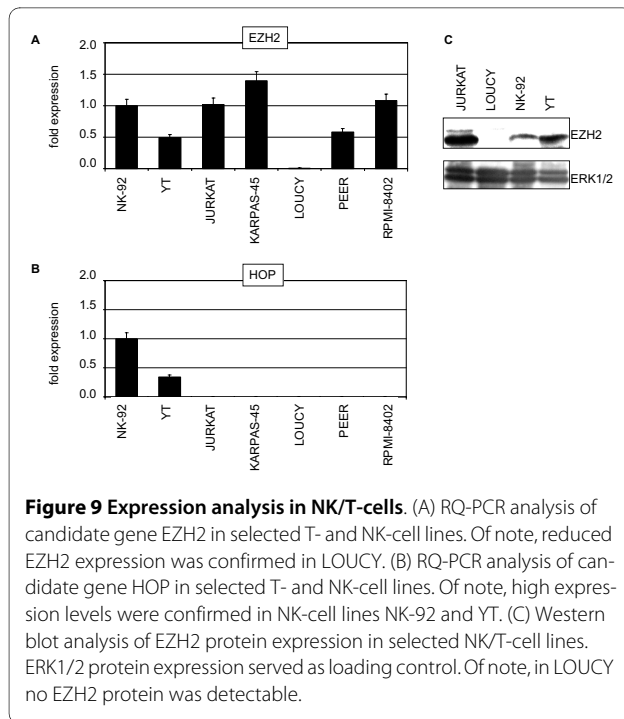 A
EZH2
2.0
1.5
1.0
0.5
0.0
fold expression
NK-92
YT
JURKAT
KARPAS-45
LOUCY
PEER
RPMI-8402
B
HOP
2.0
1.5
1.0
0.5
0.0
fold expression
NK-92
YT
JURKAT
KARPAS-45
LOUCY
PEER
RPMI-8402
C
JURKAT
LOUCY
NK-92
YT
EZH2
ERK1/2
Figure 9 Expression analysis in NK/T-cells. (A) RQ-PCR analysis of
candidate gene EZH2 in selected T- and NK-cell lines. Of note, reduced
EZH2 expression was confirmed in LOUCY. (B) RQ-PCR analysis of can-
didate gene HOP in selected T- and NK-cell lines. Of note, high expres-
sion levels were confirmed in NK-cell lines NK-92 and YT. (C) Western
blot analysis of EZH2 protein expression in selected NK/T-cell lines.
ERK1/2 protein expression served as loading control. Of note, in LOUCY
no EZH2 protein was detectable.